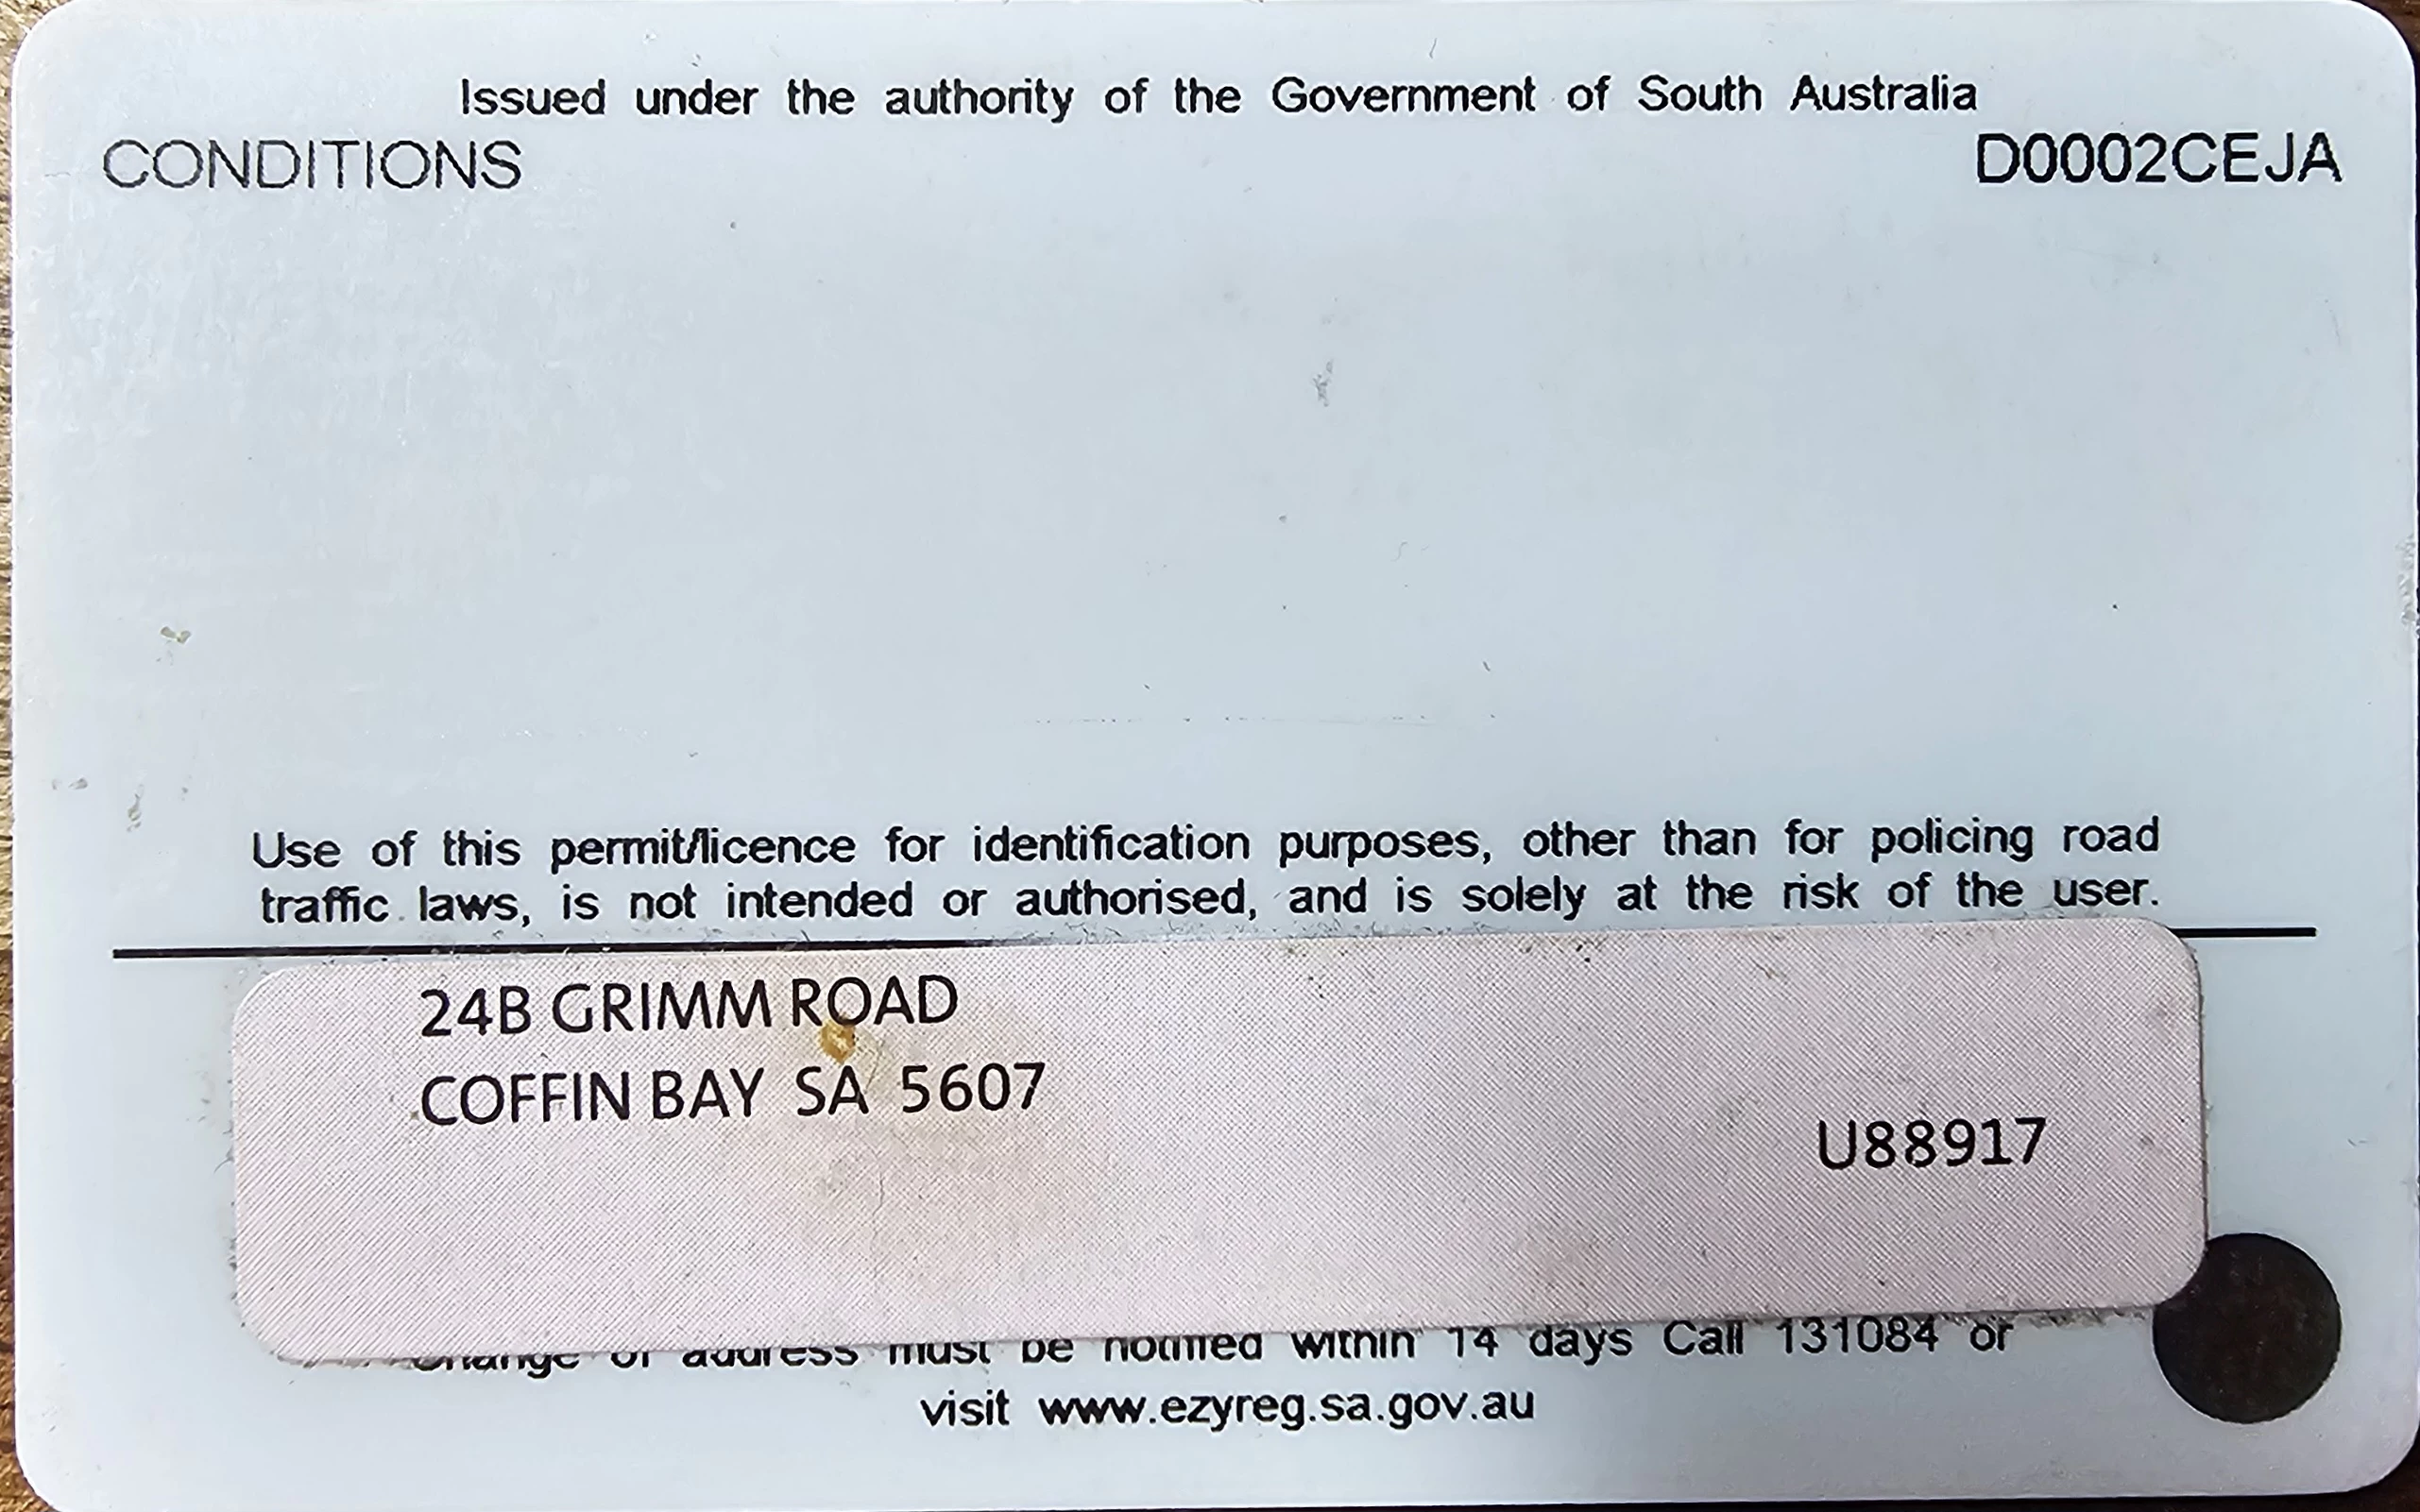 Issued under the authority of the Government of South Australia
CONDITIONS
D0002CEJA
Use of this permit/licence for identification purposes, other than for policing road
traffic laws, is not intended or authorised, and is solely at the risk of the user.
24B GRIMM ROAD
COFFIN BAY SA 5607
U88917
Change of address must be notified within 14 days Call 131084 or
visit www.ezyreg.sa.gov.au